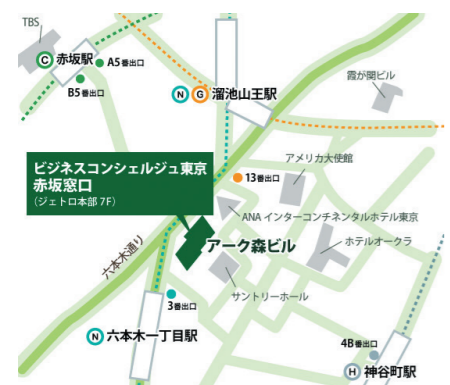 TBS
C 赤坂駅
A5番出口
B5番出口
N G 溜池山王駅
霞が関ビル
ビジネスコンシェルジュ東京
赤坂窓口
(ジェトロ本部 7F)
13番出口
アメリカ大使館
ANA インターコンチネンタルホテル東京
アーク森ビル
ホテルオークラ
六本木通り
サントリーホール
3番出口
N 六本木一丁目駅
4B番出口
H 神谷町駅